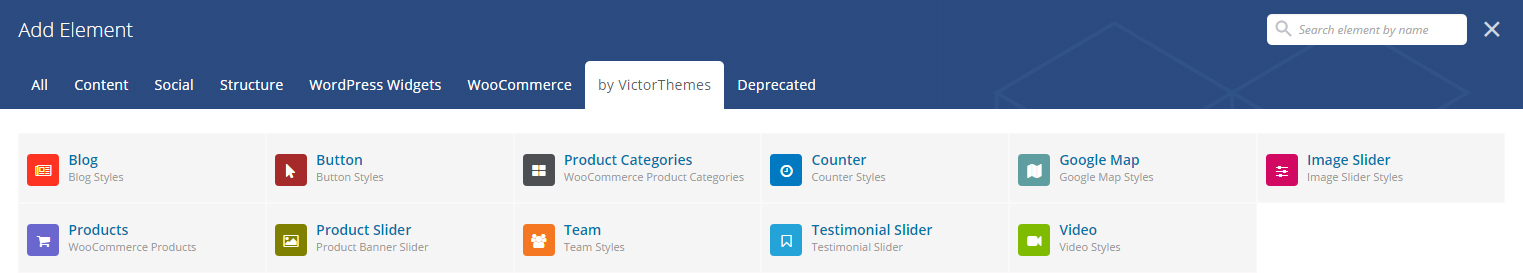 Add Element
Search element by name
All Content Social Structure WordPress Widgets WooCommerce by VictorThemes Deprecated
Blog Button Product Categories Counter Google Map Image Slider
Blog Styles Button Styles WooCommerce Product Categories Counter Styles Google Map Styles Image Slider Styles
Products Product Slider Team Testimonial Slider Video
WooCommerce Products Product Banner Slider Team Styles Testimonial Slider Video Styles